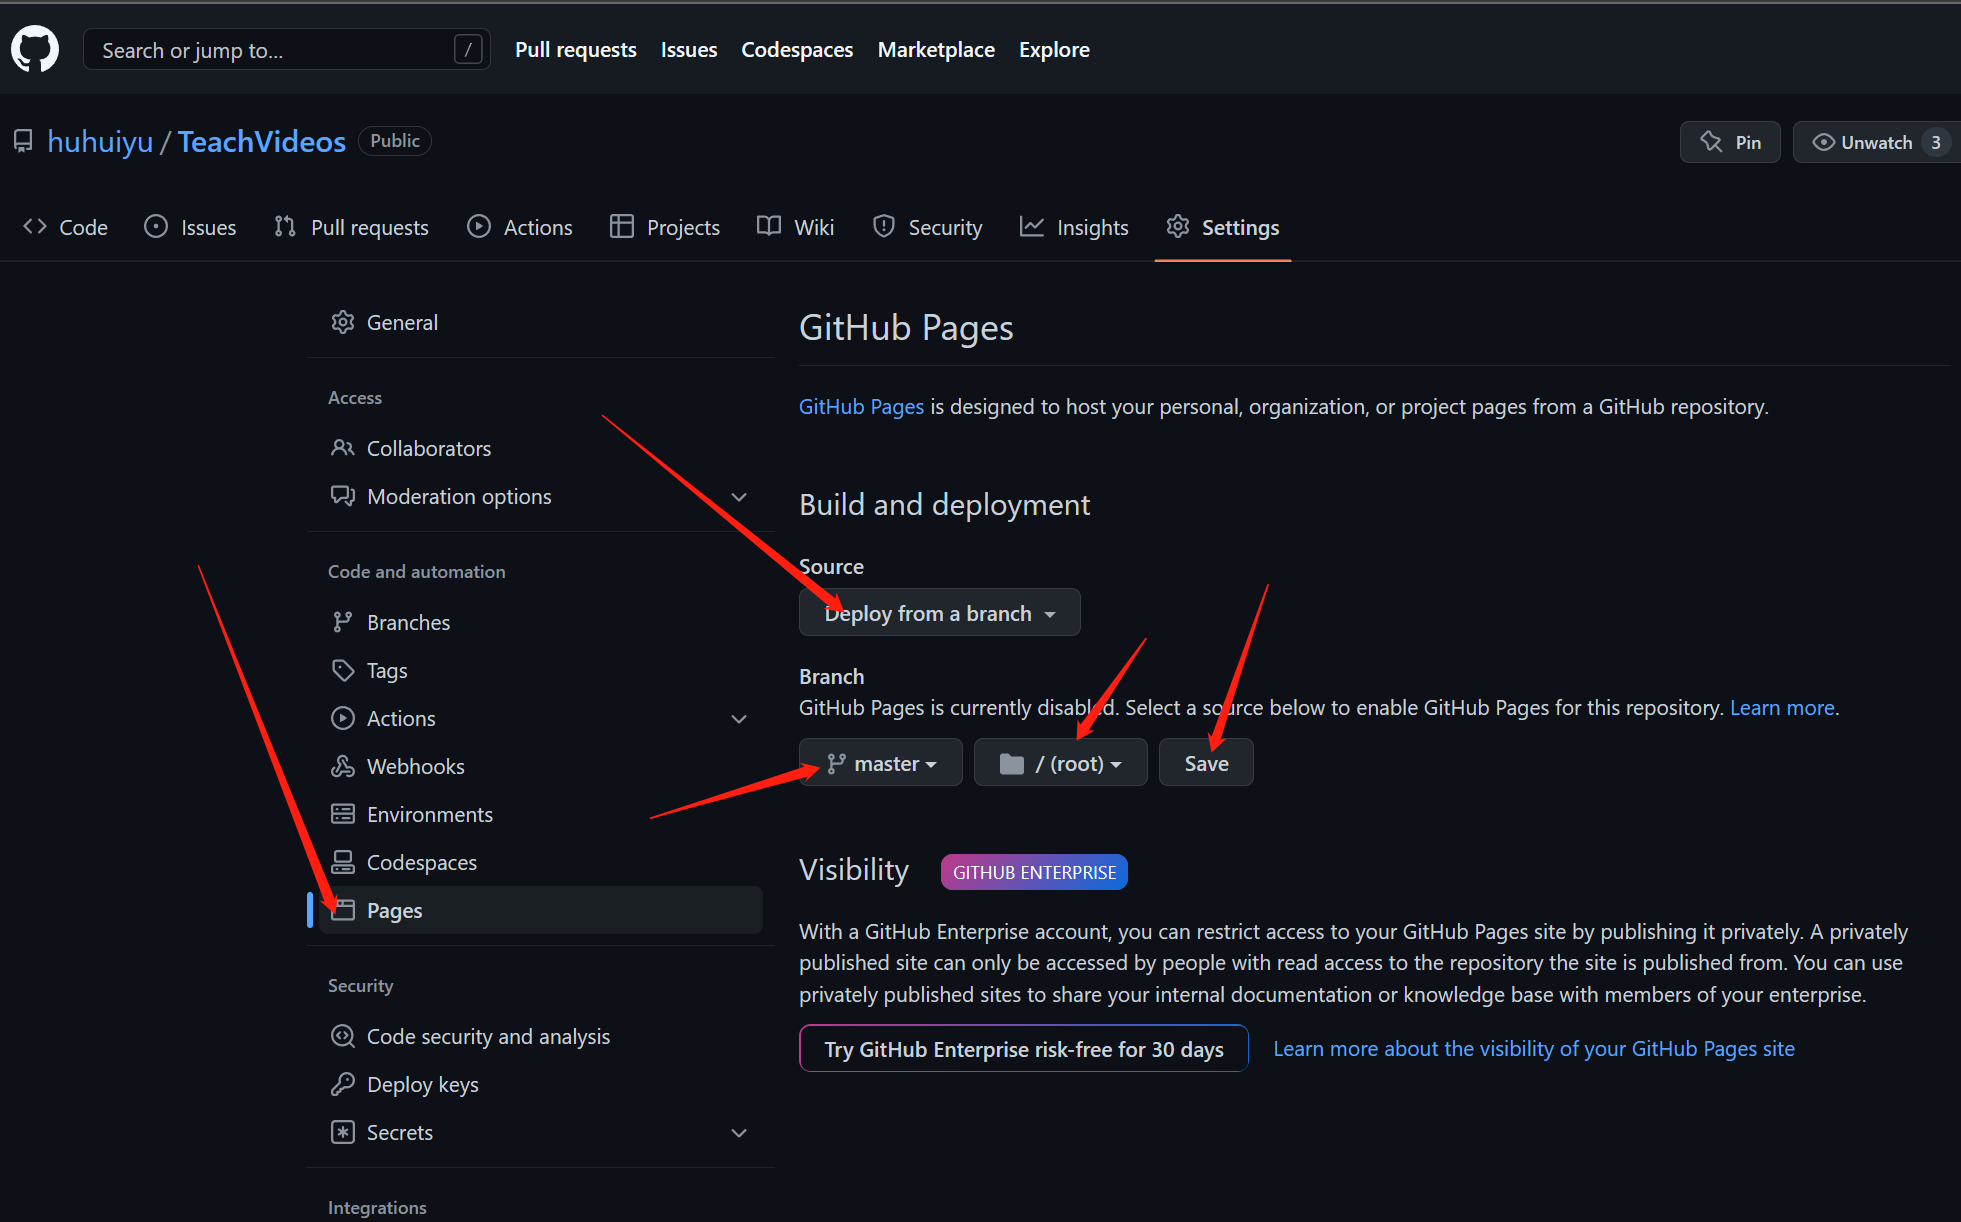 Search or jump to... / Pull requests Issues Codespaces Marketplace Explore
huhuiyu / TeachVideos Public Pin Unwatch 3
Code Issues Pull requests Actions Projects Wiki Security Insights Settings
General
Access
Collaborators
Moderation options
Code and automation
Branches
Tags
Actions
Webhooks
Environments
Codespaces
Pages
Security
Code security and analysis
Deploy keys
Secrets
Integrations
GitHub Pages
GitHub Pages is designed to host your personal, organization, or project pages from a GitHub repository.
Build and deployment
Source
Deploy from a branch
Branch
GitHub Pages is currently disabled. Select a source below to enable GitHub Pages for this repository. Learn more.
master / (root) Save
Visibility GITHUB ENTERPRISE
With a GitHub Enterprise account, you can restrict access to your GitHub Pages site by publishing it privately. A privately
published site can only be accessed by people with read access to the repository the site is published from. You can use
privately published sites to share your internal documentation or knowledge base with members of your enterprise.
Try GitHub Enterprise risk-free for 30 days Learn more about the visibility of your GitHub Pages site